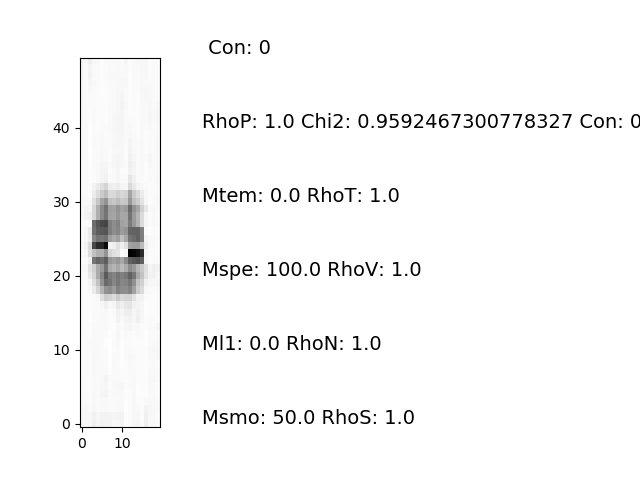 Con: 0
RhoP: 1.0 Chi2: 0.9592467300778327 Con: 0
Mtem: 0.0 RhoT: 1.0
Mspe: 100.0 RhoV: 1.0
Ml1: 0.0 RhoN: 1.0
Msmo: 50.0 RhoS: 1.0
40
30
20
10
0
0 10